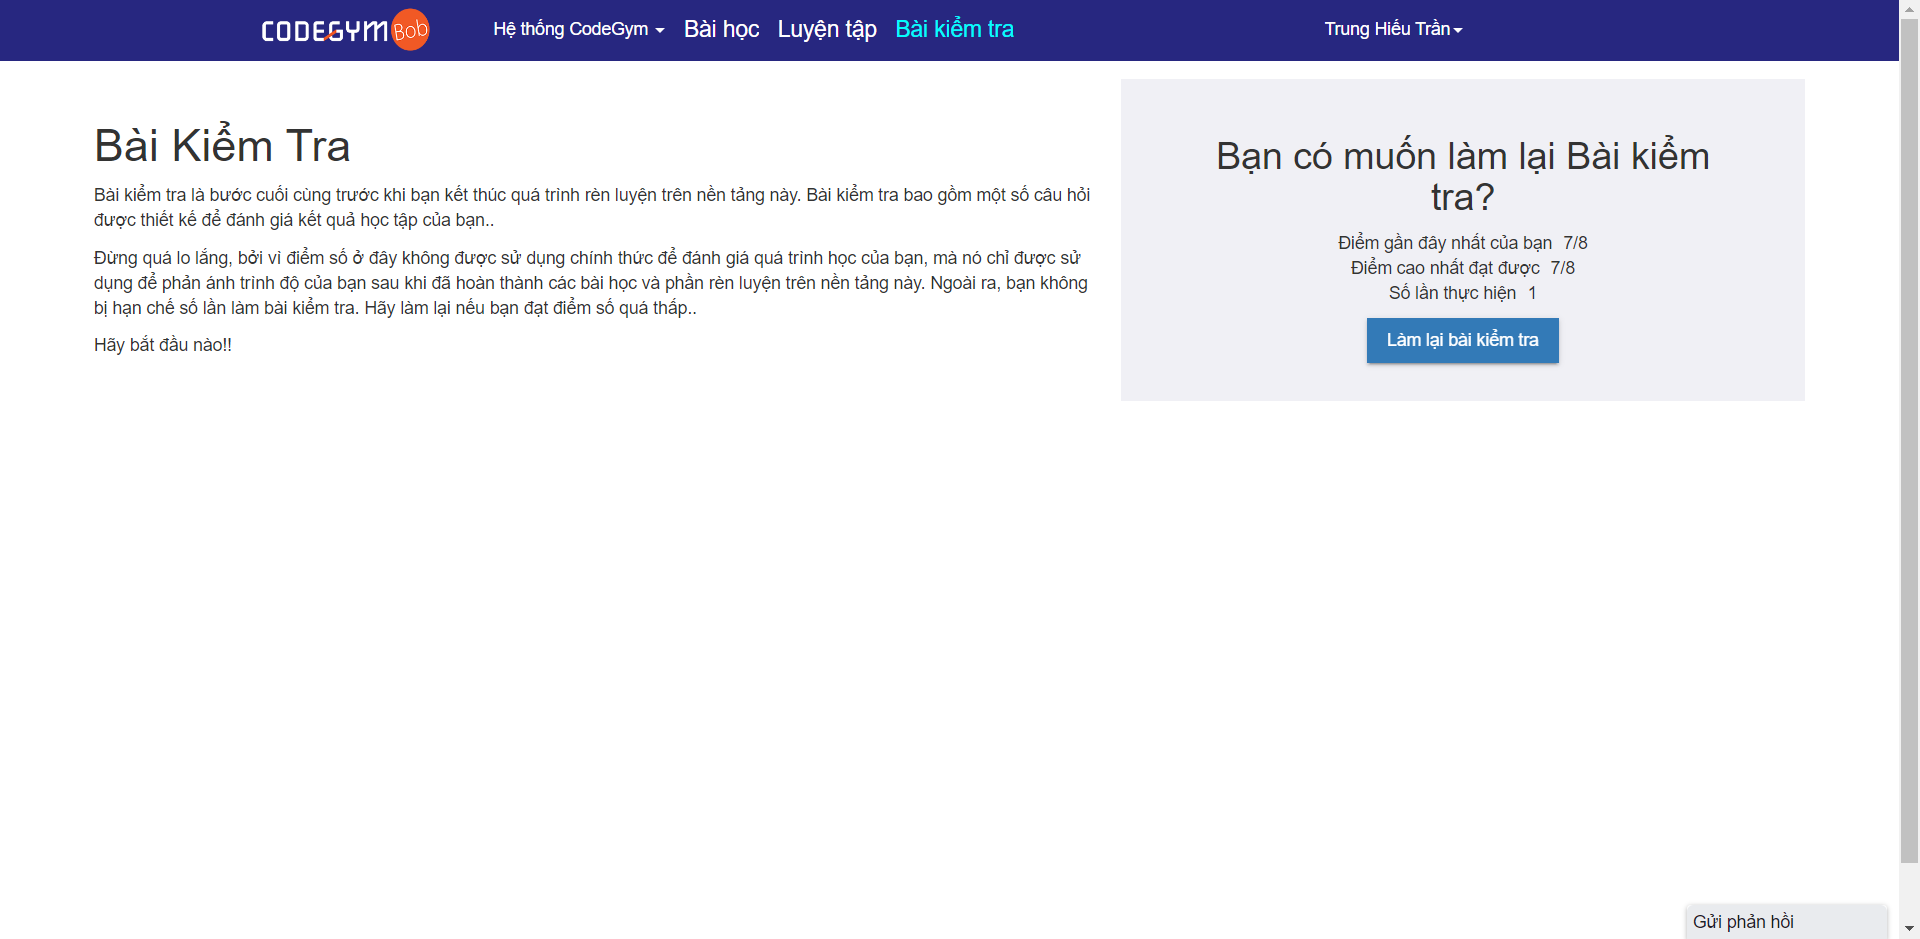 CODEGYM Bob
Hệ thống CodeGym
Bài học
Luyện tập
Bài kiểm tra
Trung Hiếu Trần
Bài Kiểm Tra
Bài kiểm tra là bước cuối cùng trước khi bạn kết thúc quá trình rèn luyện trên nền tảng này. Bài kiểm tra bao gồm một số câu hỏi
được thiết kế để đánh giá kết quả học tập của bạn..
Đừng quá lo lắng, bởi vì điểm số ở đây không được sử dụng chính thức để đánh giá quá trình học của bạn, mà nó chỉ được sử
dụng để phản ánh trình độ của bạn sau khi đã hoàn thành các bài học và phần rèn luyện trên nền tảng này. Ngoài ra, bạn không
bị hạn chế số lần làm bài kiểm tra. Hãy làm lại nếu bạn đạt điểm số quá thấp..
Hãy bắt đầu nào!!
Bạn có muốn làm lại Bài kiểm
tra?
Điểm gần đây nhất của bạn 7/8
Điểm cao nhất đạt được 7/8
Số lần thực hiện 1
Làm lại bài kiểm tra
Gửi phản hồi